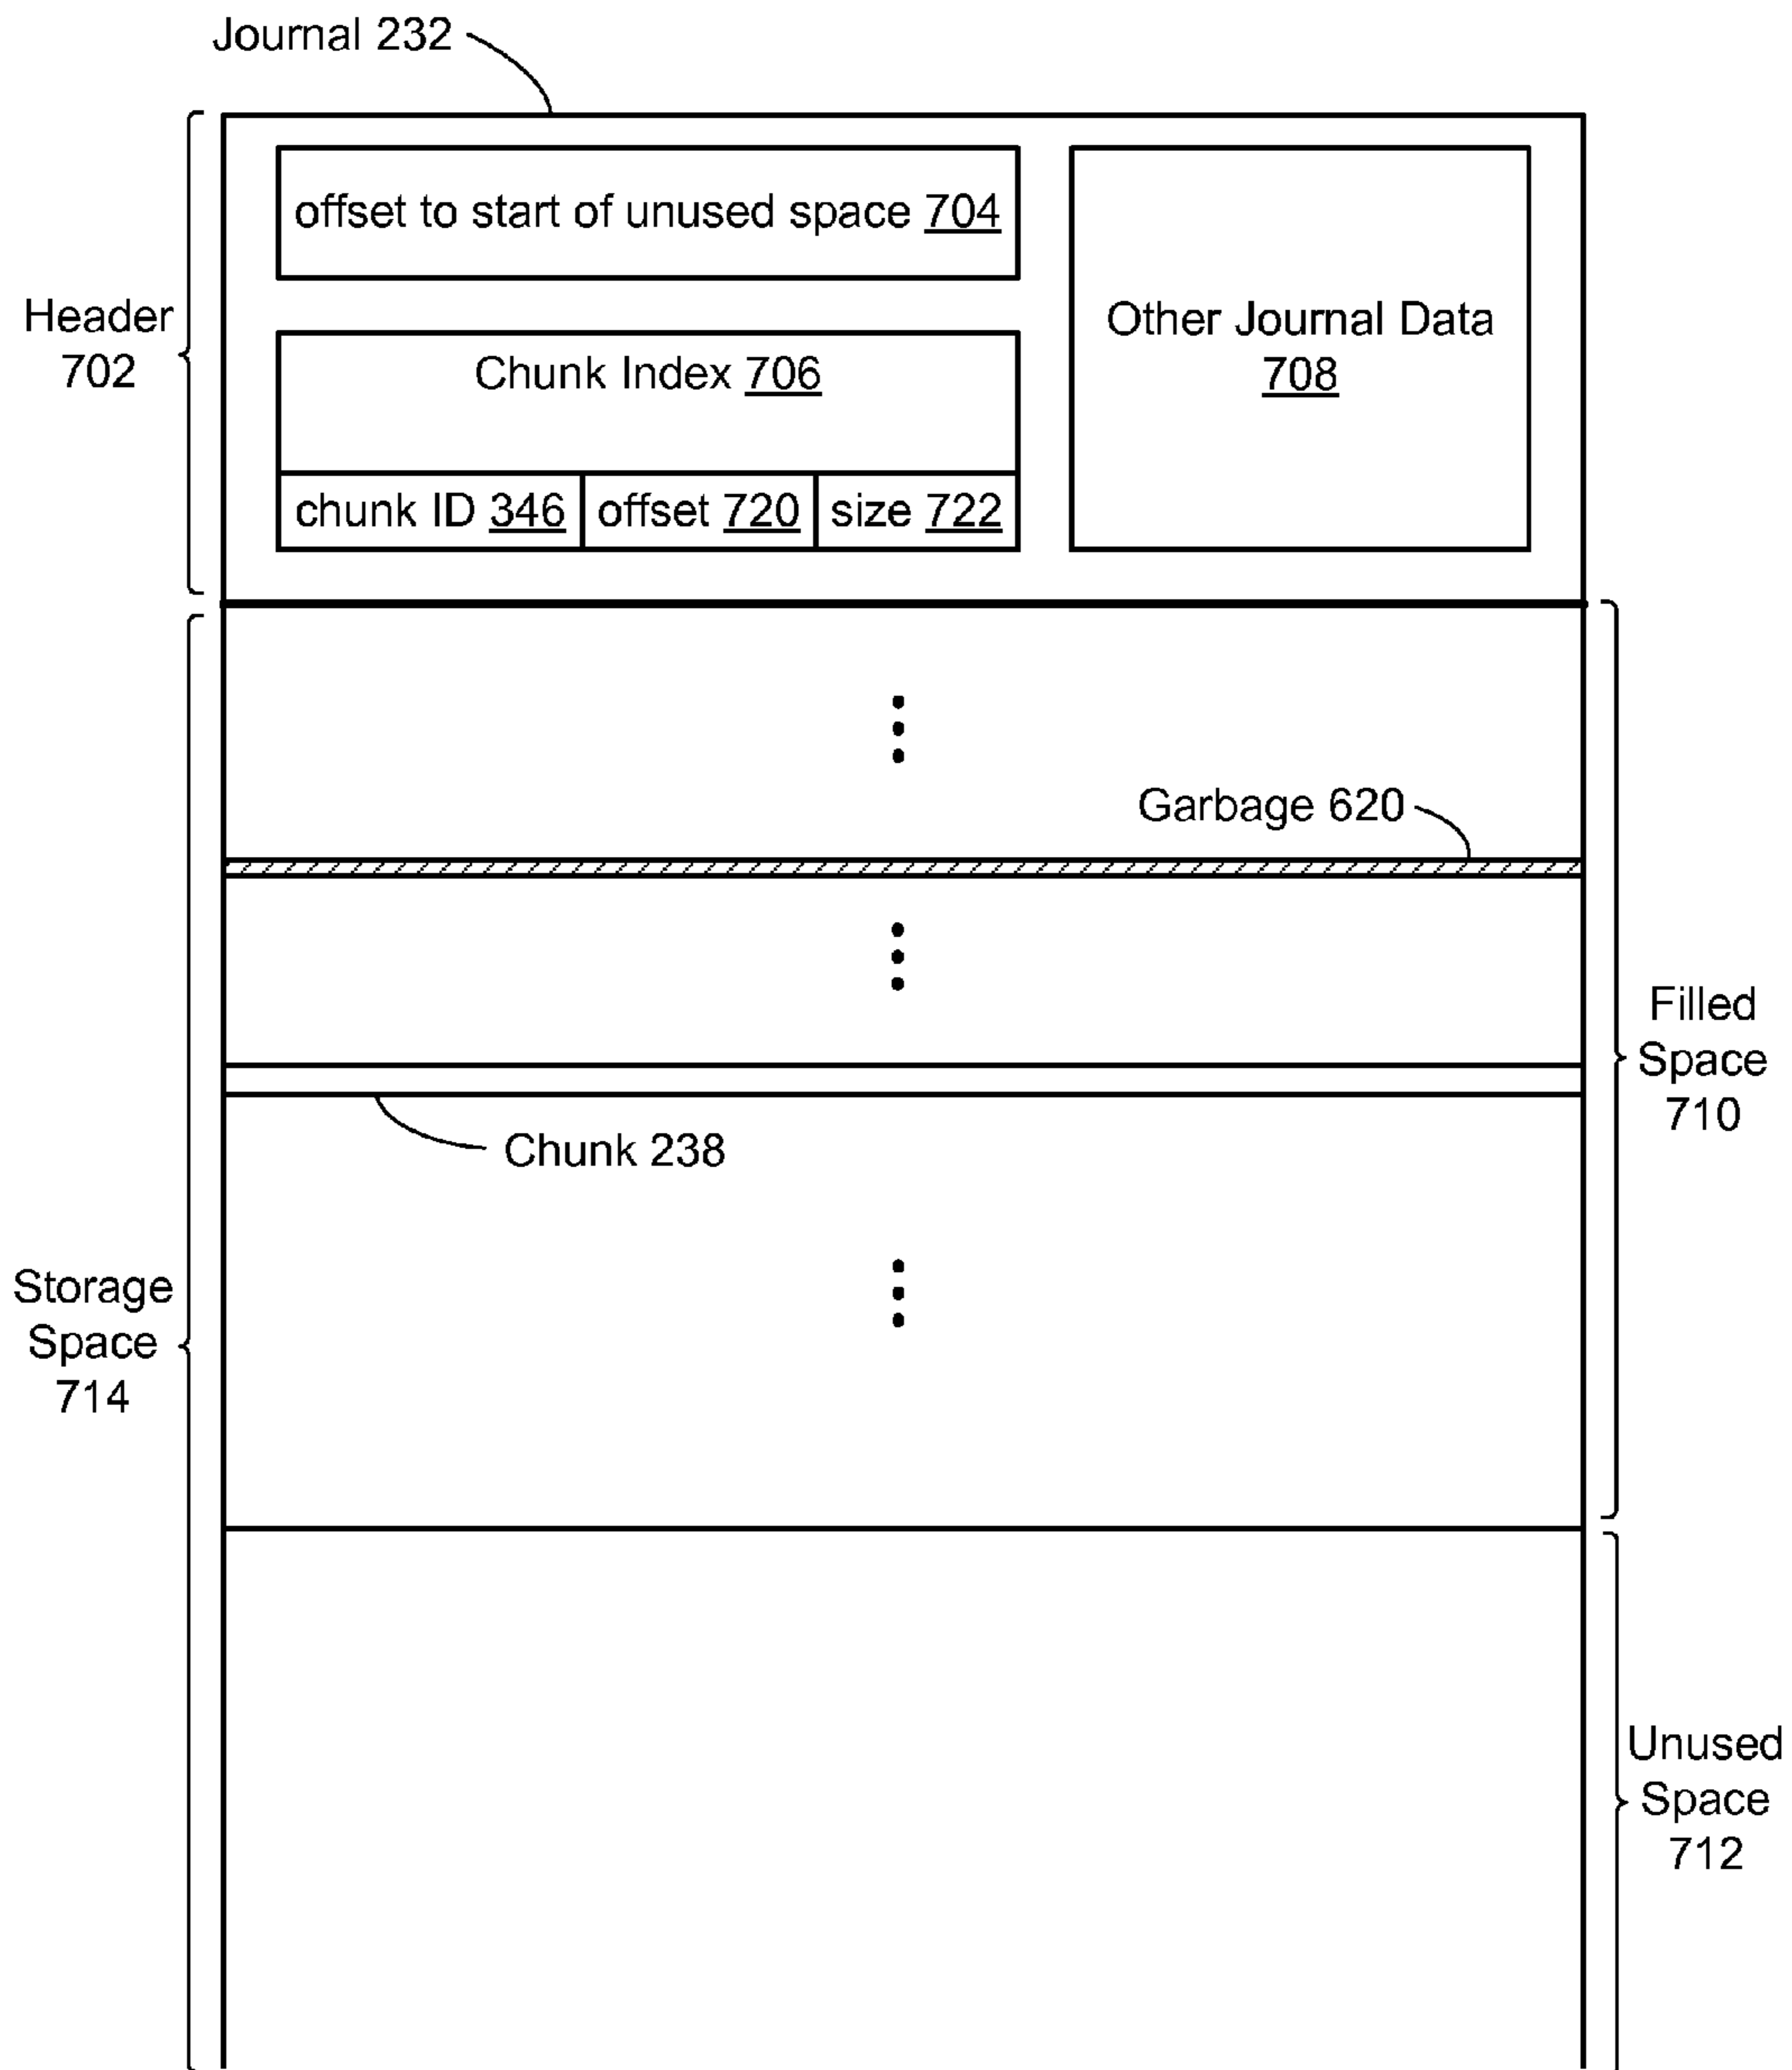 Journal 232
offset to start of unused space 704
Header
702
Other Journal Data
708
Chunk Index 706
chunk ID 346
offset 720
size 722
Garbage 620
Filled
Space
710
Chunk 238
Storage
Space
714
Unused
Space
712